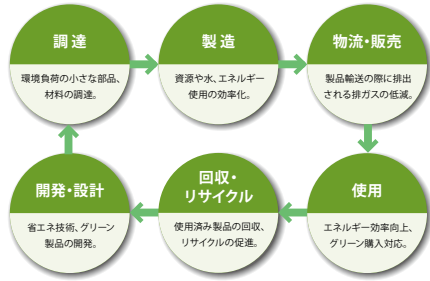 調達
環境負荷の小さな部品、
材料の調達。
製造
資源や水、エネルギー
使用の効率化。
物流・販売
製品輸送の際に排出
される排ガスの低減。
使用
エネルギー効率向上、
グリーン購入対応。
回収・
リサイクル
使用済み製品の回収、
リサイクルの促進。
開発・設計
省エネ技術、グリーン
製品の開発。